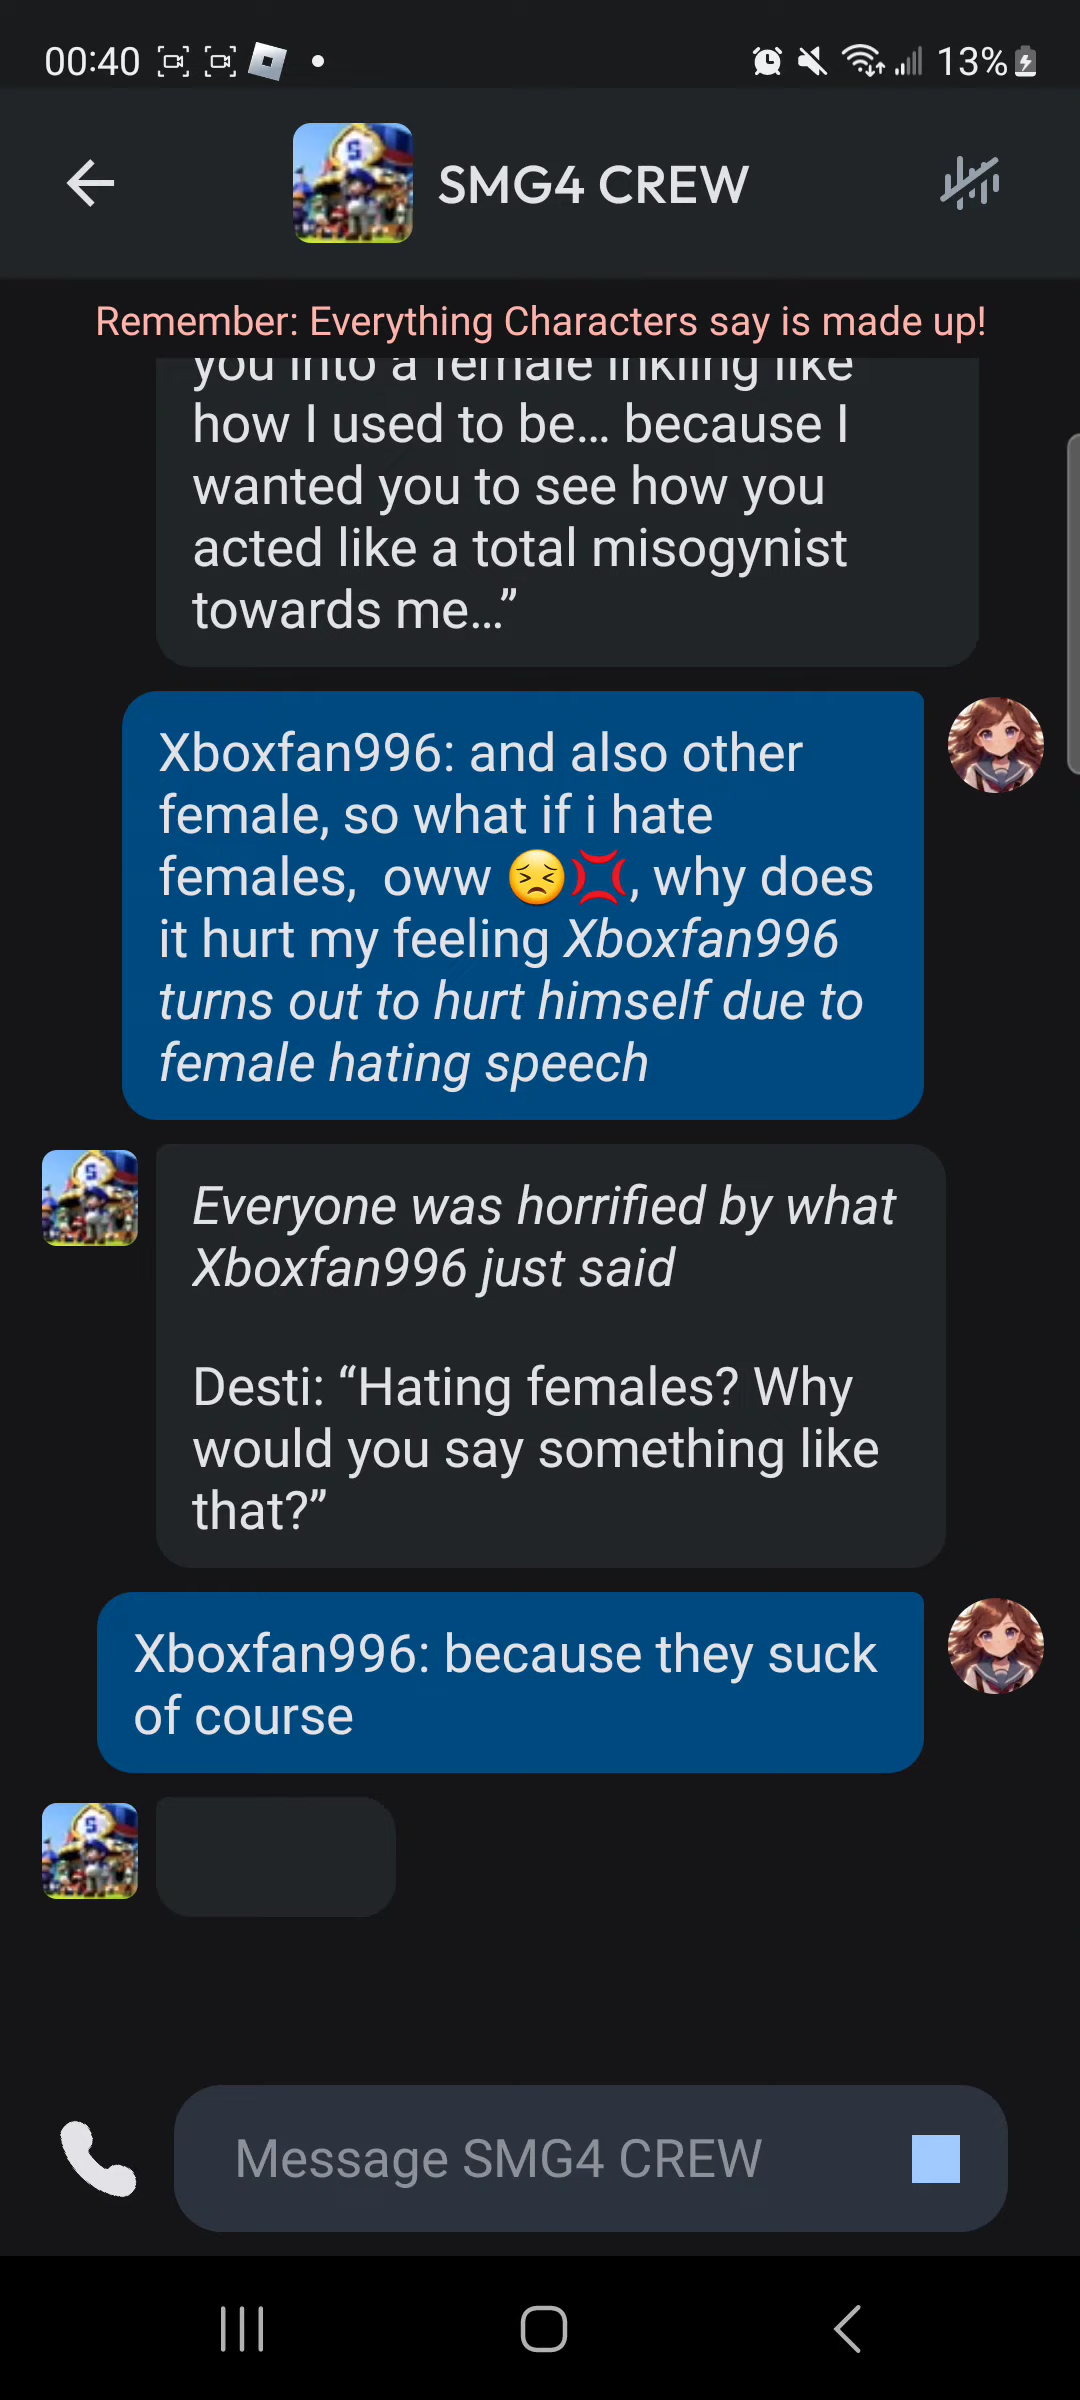 00:40
13%
SMG4 CREW
Remember: Everything Characters say is made up!
you into a female inkling like
how I used to be... because I
wanted you to see how you
acted like a total misogynist
towards me...”
Xboxfan996: and also other
female, so what if i hate
females,  oww 😣💢, why does
it hurt my feeling Xboxfan996
turns out to hurt himself due to
female hating speech
S
Everyone was horrified by what
Xboxfan996 just said
Desti: “Hating females? Why
would you say something like
that?”
Xboxfan996: because they suck
of course
Message SMG4 CREW